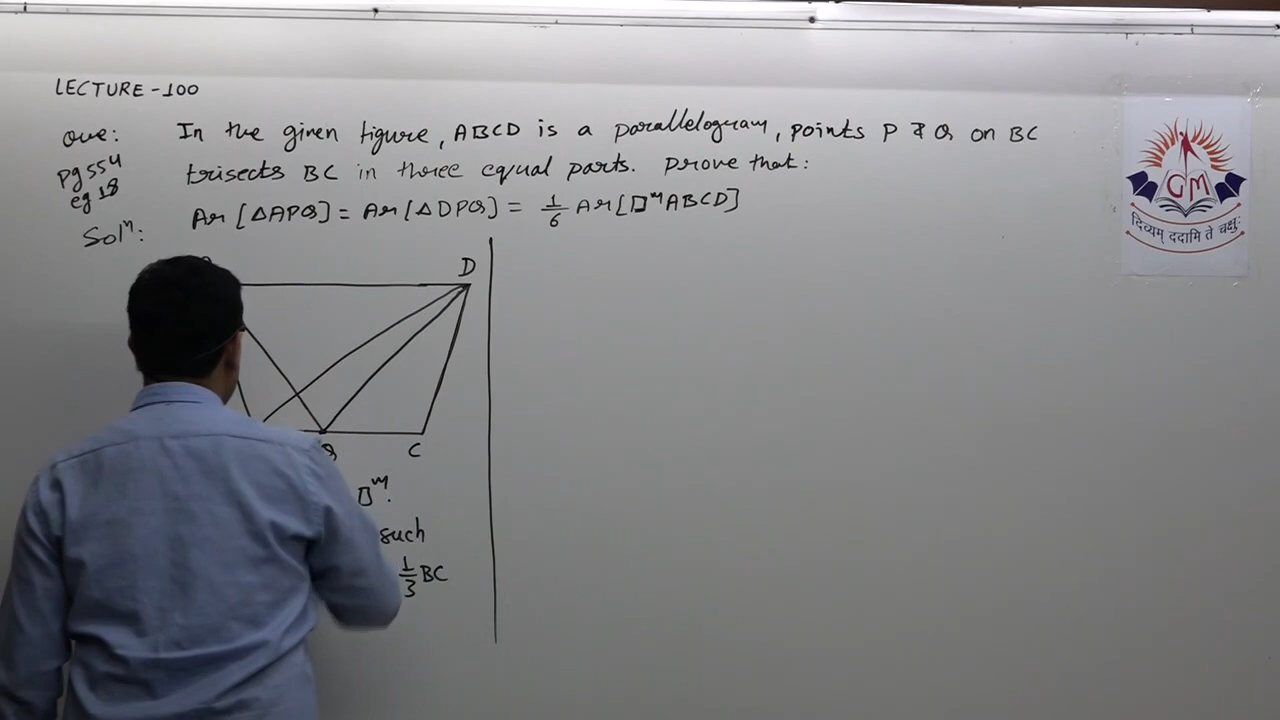 LECTURE - 100
Que: In the given figure, ABCD is a parallelogram, points P & Q on BC
Pg 554 trisects BC in three equal parts. Prove that:
eg 18
Ar [△APQ] = Ar [△DPQ] = 1/6 Ar [▱ᵐ ABCD]
Solⁿ:
D
Q C
▱ᵐ.
such
1/3 BC
GM
दिव्यम् ददामि ते चक्षुः